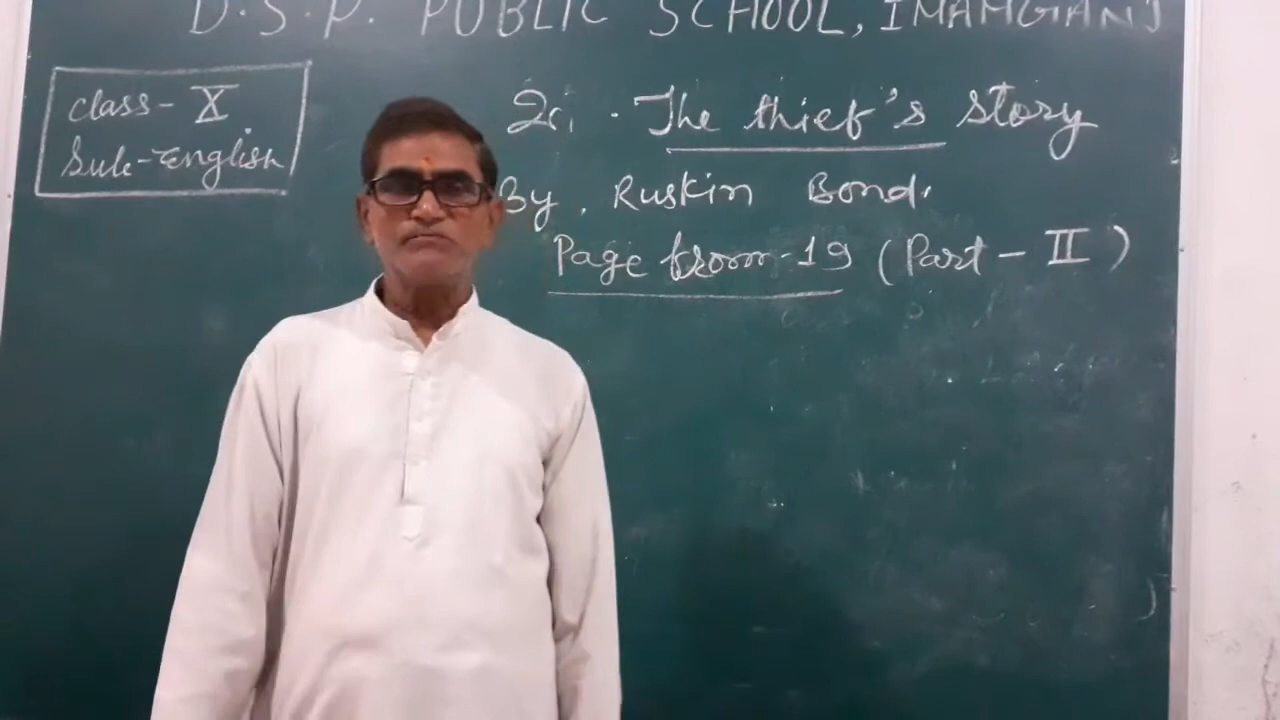 D.S.P. PUBLIC SCHOOL, IMAMGANJ
class- X
Sub-English
2. The thief's story
By, Ruskin Bond.
Page from-19 (Part-II)